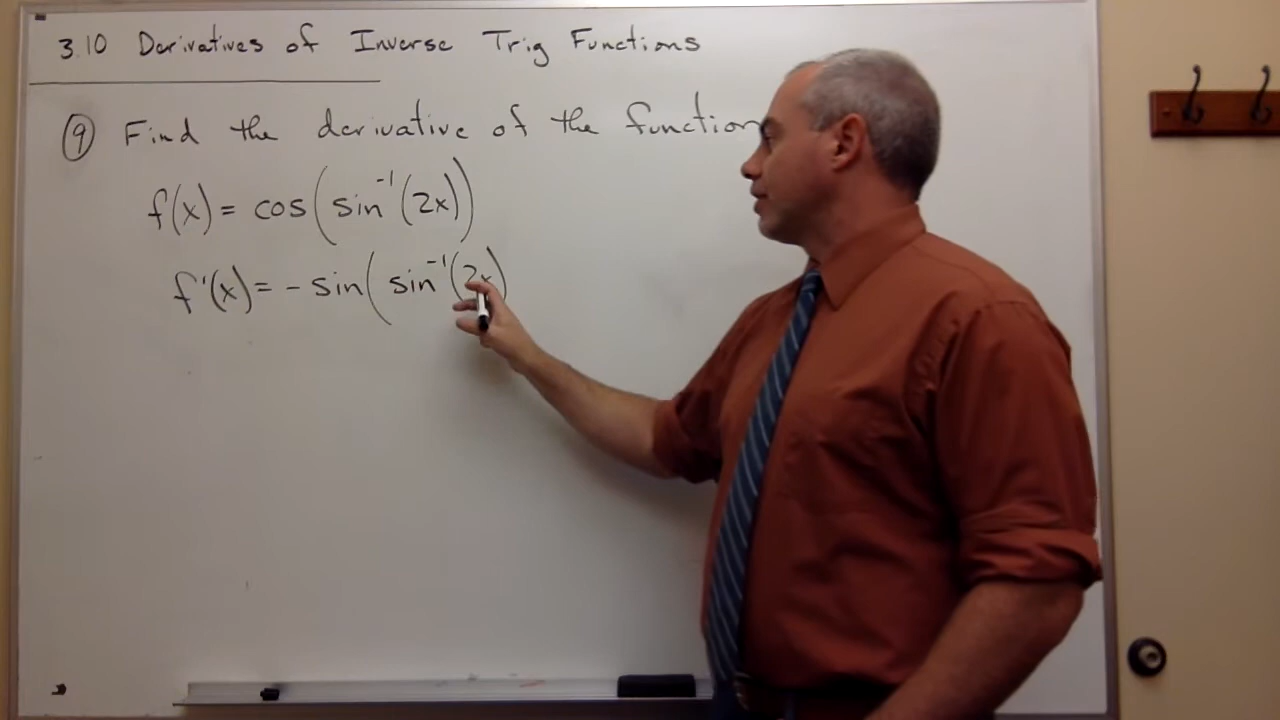 3.10 Derivatives of Inverse Trig Functions
9 Find the derivative of the function
f(x) = cos(sin⁻¹(2x))
f'(x) = - sin( sin⁻¹(2x)